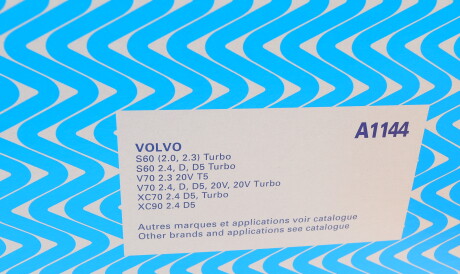 A1144
VOLVO
S60 (2.0, 2.3) Turbo
S60 2.4, D, D5 Turbo
V70 2.3 20V T5
V70 2.4, D, D5, 20V, 20V Turbo
XC70 2.4 D5, Turbo
XC90 2.4 D5
Autres marques et applications voir catalogue
Other brands and applications see catalogue